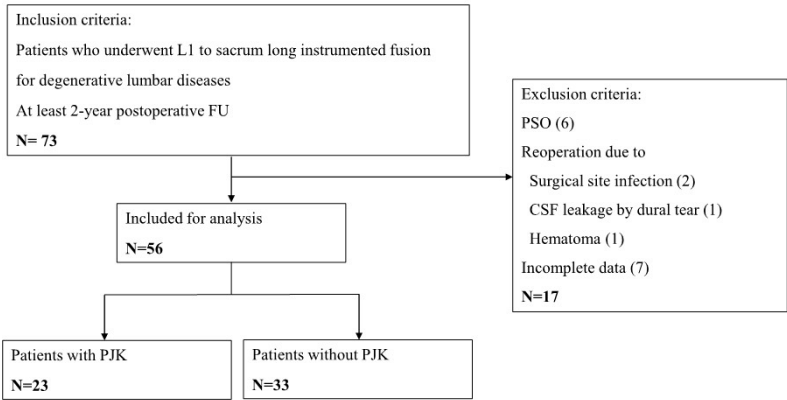 Inclusion criteria:
Patients who underwent L1 to sacrum long instrumented fusion
for degenerative lumbar diseases
At least 2-year postoperative FU
N= 73
Exclusion criteria:
PSO (6)
Reoperation due to
Surgical site infection (2)
CSF leakage by dural tear (1)
Hematoma (1)
Incomplete data (7)
N=17
Included for analysis
N=56
Patients with PJK
N=23
Patients without PJK
N=33